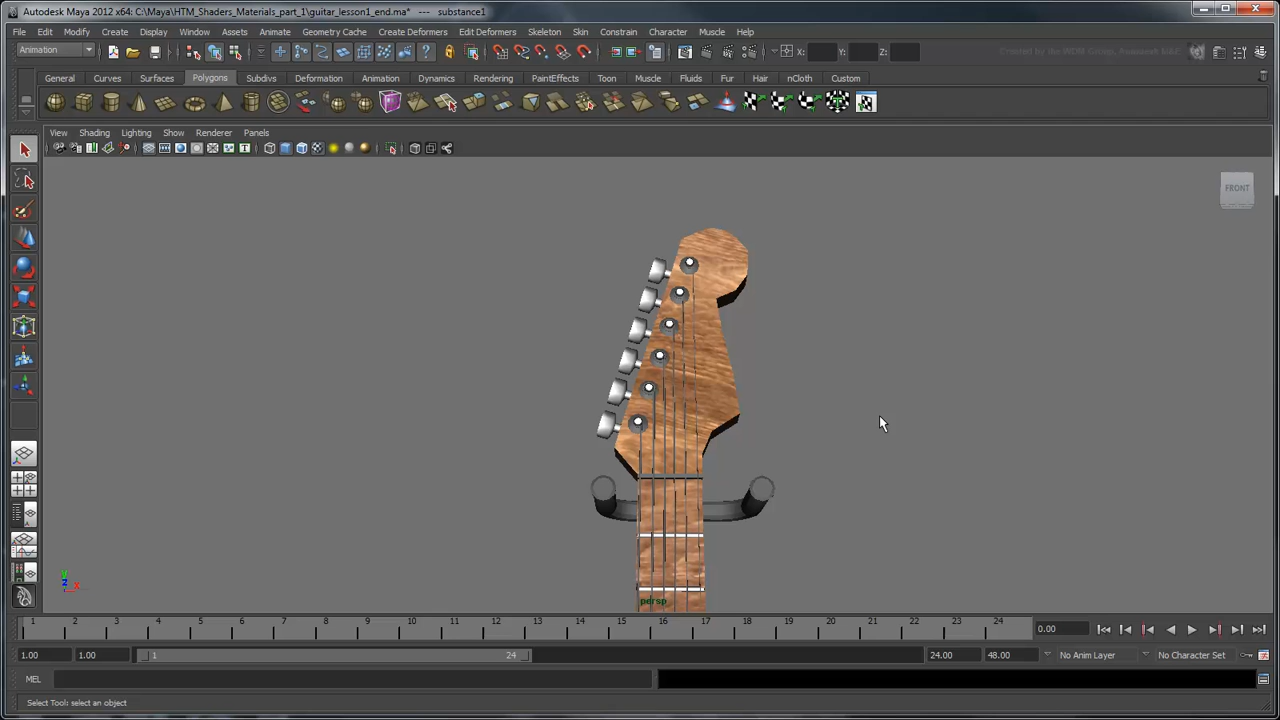 Autodesk Maya 2012 x64: C:\Maya\HTM_Shaders_Materials_part_1\guitar_lesson1_end.ma*   ---   substance1
File Edit Modify Create Display Window Assets Animate Geometry Cache Create Deformers Edit Deformers Skeleton Skin Constrain Character Muscle Help
Animation X: Y: Z:
General Curves Surfaces Polygons Subdivs Deformation Animation Dynamics Rendering PaintEffects Toon Muscle Fluids Fur Hair nCloth Custom
View Shading Lighting Show Renderer Panels
FRONT
persp
1 2 3 4 5 6 7 8 9 10 11 12 13 14 15 16 17 18 19 20 21 22 23 24 0.00
1.00 1.00 1 24 24.00 48.00 No Anim Layer No Character Set
MEL
Select Tool: select an object